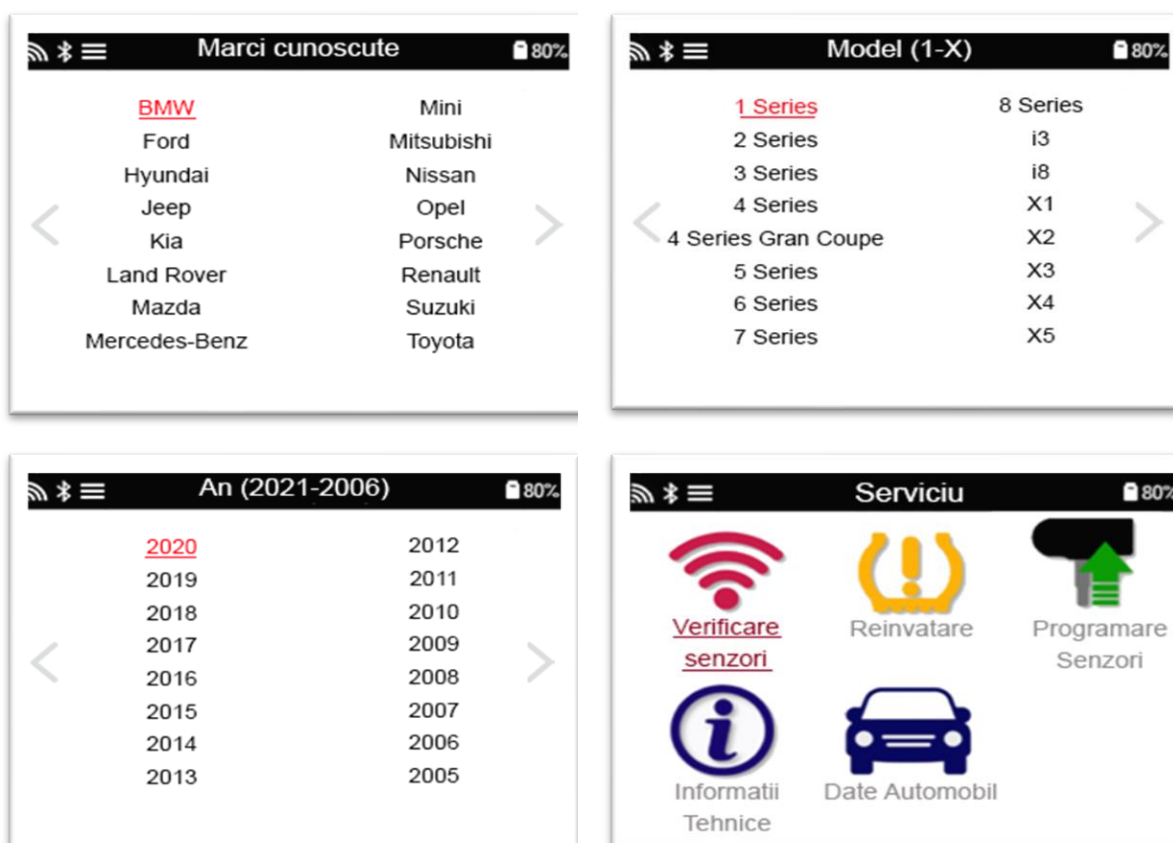 Marci cunoscute
80%
BMW
Ford
Hyundai
Jeep
Kia
Land Rover
Mazda
Mercedes-Benz
Mini
Mitsubishi
Nissan
Opel
Porsche
Renault
Suzuki
Toyota
Model (1-X)
80%
1 Series
2 Series
3 Series
4 Series
4 Series Gran Coupe
5 Series
6 Series
7 Series
8 Series
i3
i8
X1
X2
X3
X4
X5
An (2021-2006)
80%
2020
2019
2018
2017
2016
2015
2014
2013
2012
2011
2010
2009
2008
2007
2006
2005
Serviciu
80%
Verificare
senzori
Reinvatare
Programare
Senzori
Informatii
Tehnice
Date Automobil